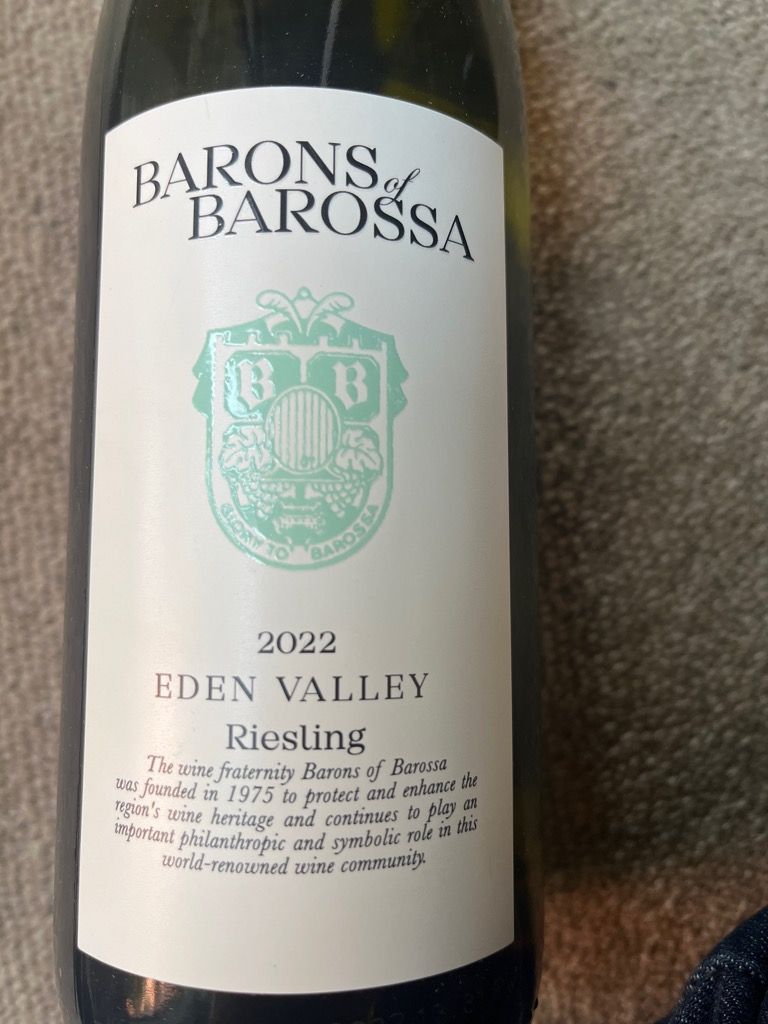 BARONS of
BAROSSA
B B
GLORY TO BAROSSA
2022
EDEN VALLEY
Riesling
The wine fraternity Barons of Barossa
was founded in 1975 to protect and enhance the
region's wine heritage and continues to play an
important philanthropic and symbolic role in this
world-renowned wine community.